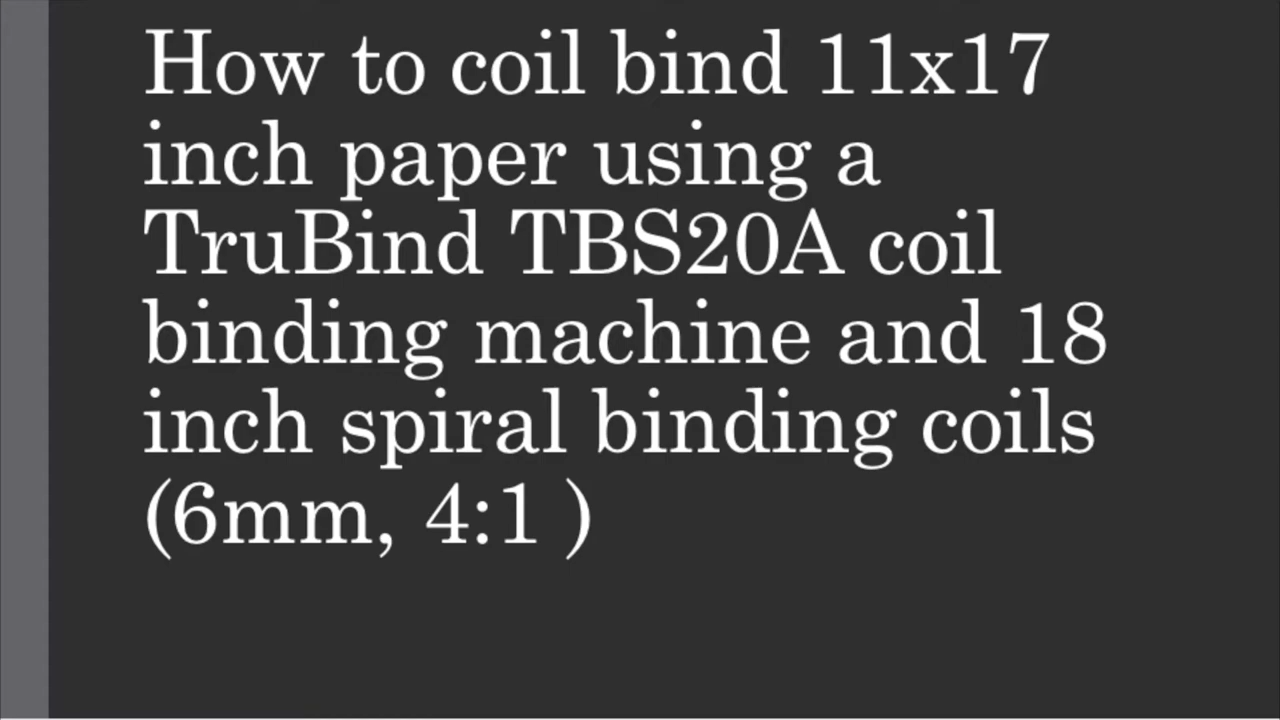 How to coil bind 11x17
inch paper using a
TruBind TBS20A coil
binding machine and 18
inch spiral binding coils
(6mm, 4:1 )